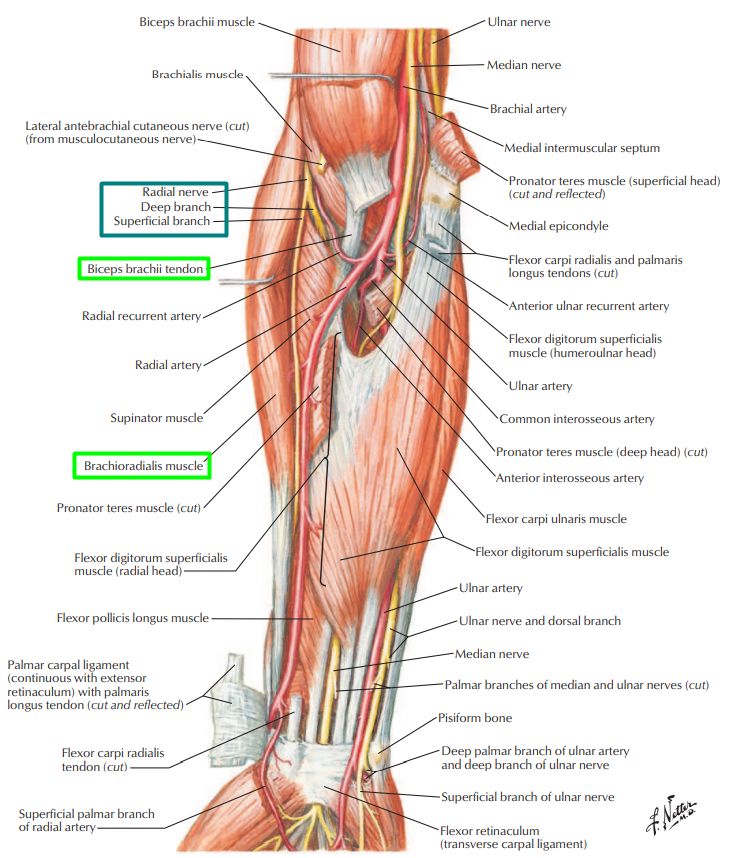 Biceps brachii muscle
Brachialis muscle
Lateral antebrachial cutaneous nerve (cut)
(from musculocutaneous nerve)
Radial nerve
Deep branch
Superficial branch
Biceps brachii tendon
Radial recurrent artery
Radial artery
Supinator muscle
Brachioradialis muscle
Pronator teres muscle (cut)
Flexor digitorum superficialis
muscle (radial head)
Flexor pollicis longus muscle
Palmar carpal ligament
(continuous with extensor
retinaculum) with palmaris
longus tendon (cut and reflected)
Flexor carpi radialis
tendon (cut)
Superficial palmar branch
of radial artery
Ulnar nerve
Median nerve
Brachial artery
Medial intermuscular septum
Pronator teres muscle (superficial head)
(cut and reflected)
Medial epicondyle
Flexor carpi radialis and palmaris
longus tendons (cut)
Anterior ulnar recurrent artery
Flexor digitorum superficialis
muscle (humeroulnar head)
Ulnar artery
Common interosseous artery
Pronator teres muscle (deep head) (cut)
Anterior interosseous artery
Flexor carpi ulnaris muscle
Flexor digitorum superficialis muscle
Ulnar artery
Ulnar nerve and dorsal branch
Median nerve
Palmar branches of median and ulnar nerves (cut)
Pisiform bone
Deep palmar branch of ulnar artery
and deep branch of ulnar nerve
Superficial branch of ulnar nerve
Flexor retinaculum
(transverse carpal ligament)
F. Netter
M.D.